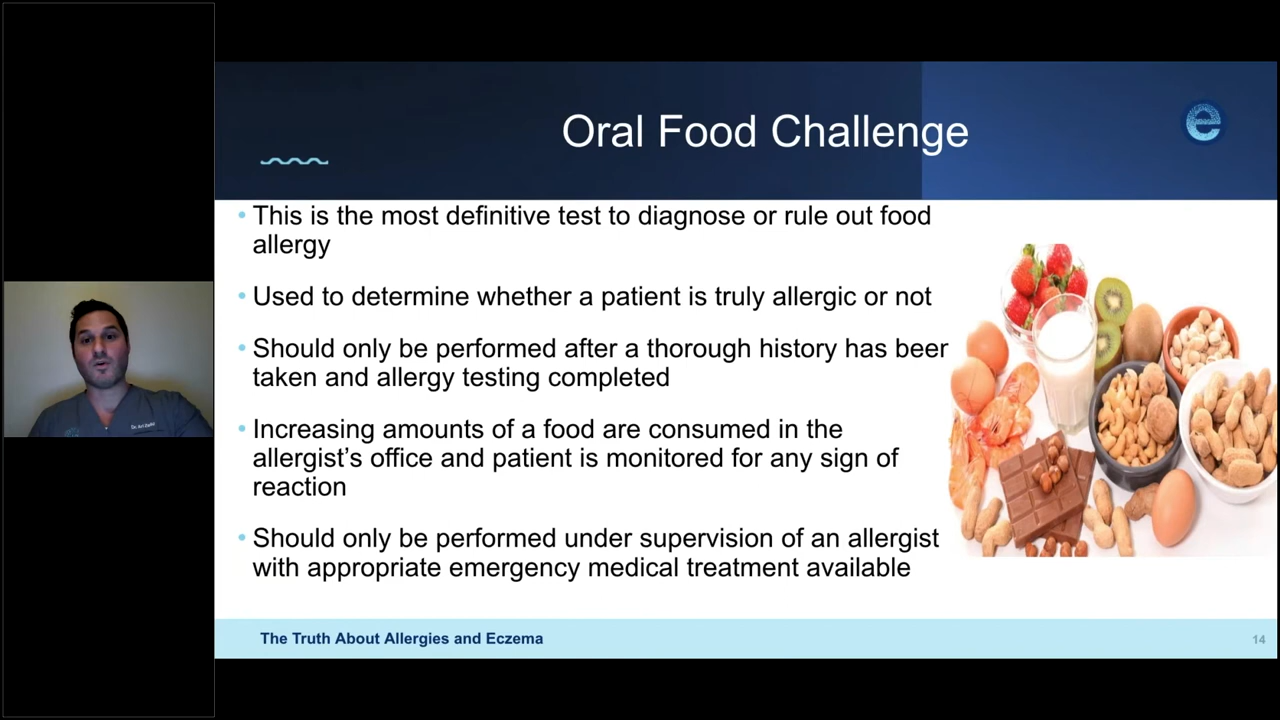 Oral Food Challenge
e
• This is the most definitive test to diagnose or rule out food
allergy
• Used to determine whether a patient is truly allergic or not
• Should only be performed after a thorough history has been
taken and allergy testing completed
• Increasing amounts of a food are consumed in the
allergist’s office and patient is monitored for any sign of
reaction
• Should only be performed under supervision of an allergist
with appropriate emergency medical treatment available
The Truth About Allergies and Eczema
14